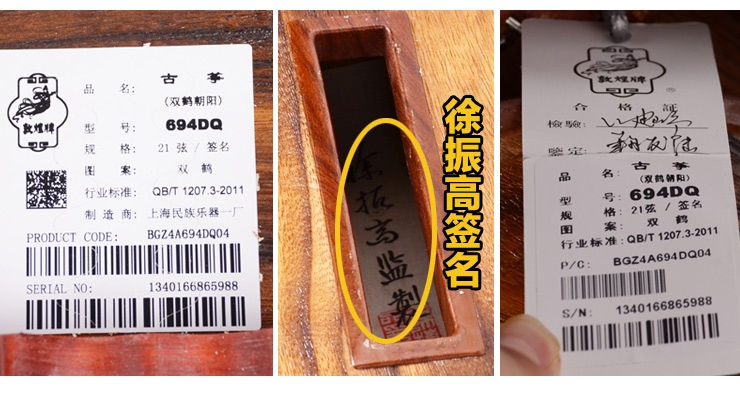 敦煌牌
品 名: 古 筝
(双鹤朝阳)
型 号: 694DQ
规 格: 21弦/签名
图 案: 双 鹤
行业标准: QB/T 1207.3-2011
制 造 商: 上海民族乐器一厂
PRODUCT CODE: BGZ4A694DQ04
SERIAL NO: 1340166865988
徐振高监製
徐振高签名
敦煌牌
®
合 格 証
檢驗:
鑒定:
品 名: 古 筝
(双鹤朝阳)
型 号: 694DQ
规 格: 21弦/签名
图 案: 双 鹤
行业标准: QB/T 1207.3-2011
P/C: BGZ4A694DQ04
S/N: 1340166865988